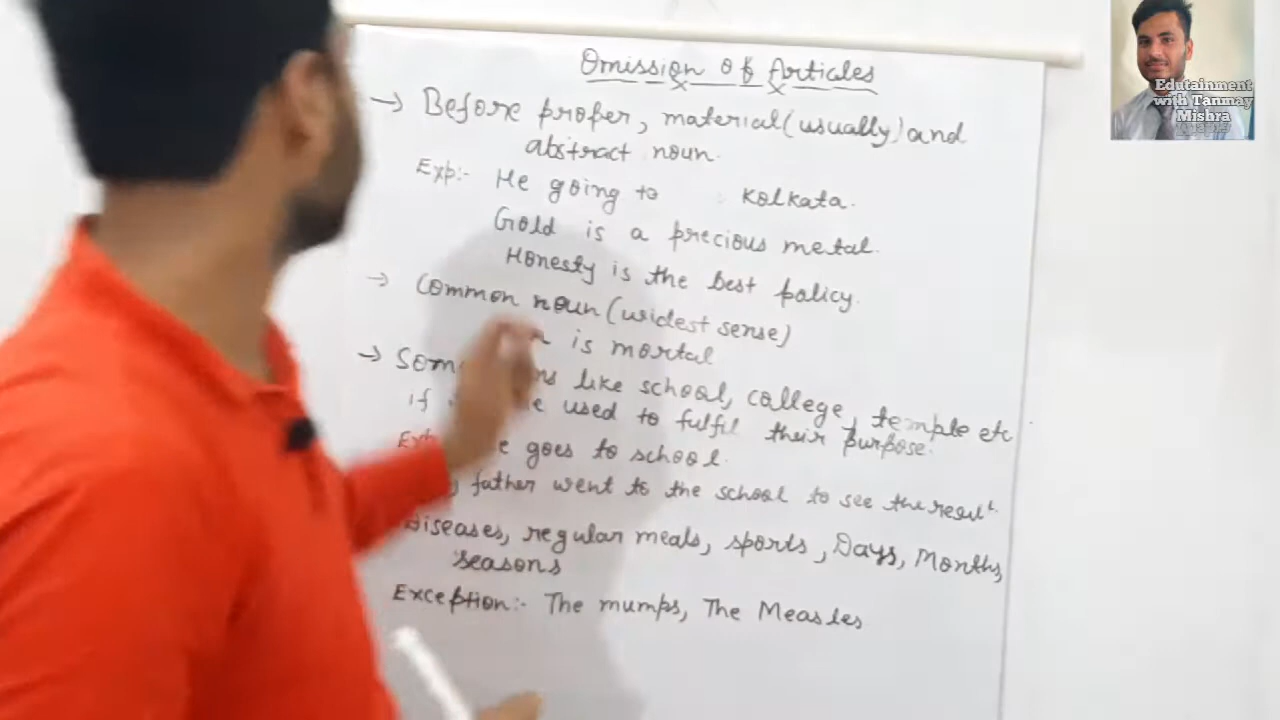 Omission of Articles
→ Before proper, material (usually) and
abstract noun.
Exp:- He going to Kolkata.
Gold is a precious metal.
Honesty is the best policy.
→ Common noun (widest sense)
is mortal
→ like school, college, temple etc
if used to fulfil their purpose.
goes to school.
father went to the school to see the result.
Diseases, regular meals, sports, Days, Months,
seasons
Exception:- The mumps, The Measles
Edutainment
with Tanmay
Mishra